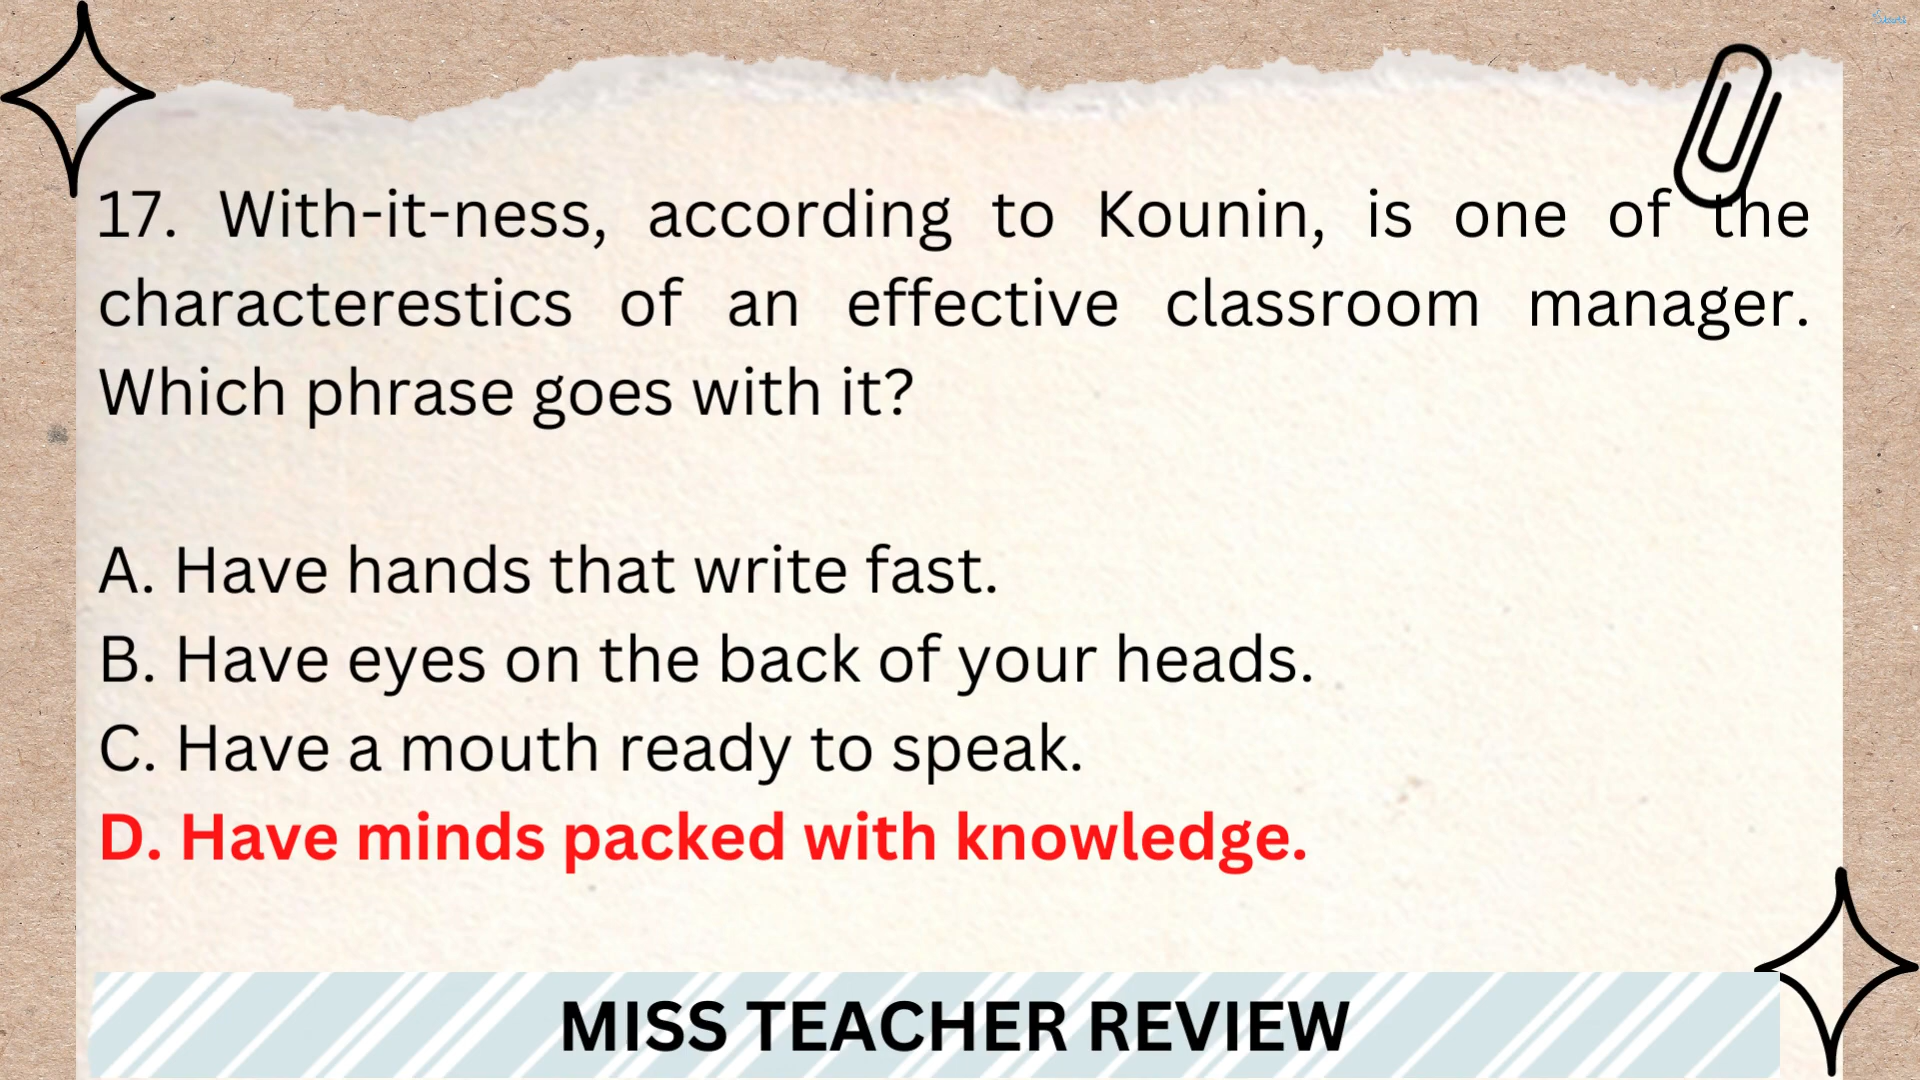 17. With-it-ness, according to Kounin, is one of the
characterestics of an effective classroom manager.
Which phrase goes with it?
A. Have hands that write fast.
B. Have eyes on the back of your heads.
C. Have a mouth ready to speak.
D. Have minds packed with knowledge.
MISS TEACHER REVIEW